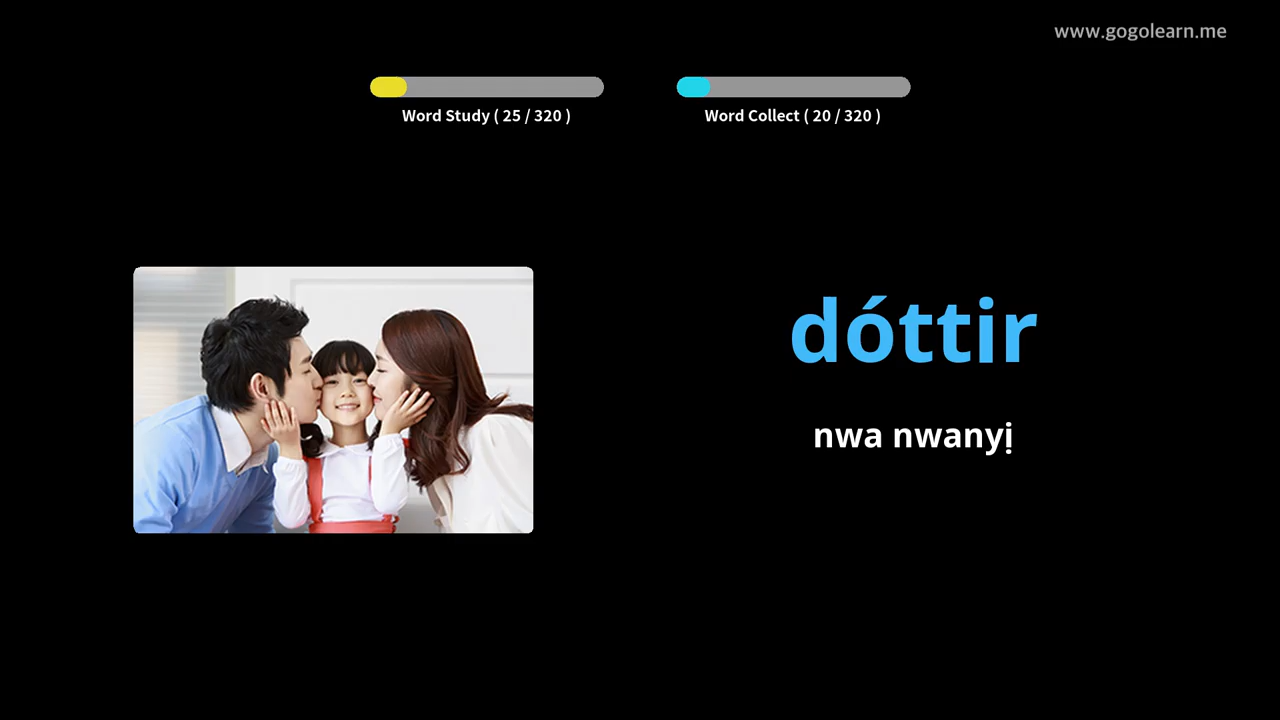 www.gogolearn.me
Word Study ( 25 / 320 )
Word Collect ( 20 / 320 )
dóttir
nwa nwanyị